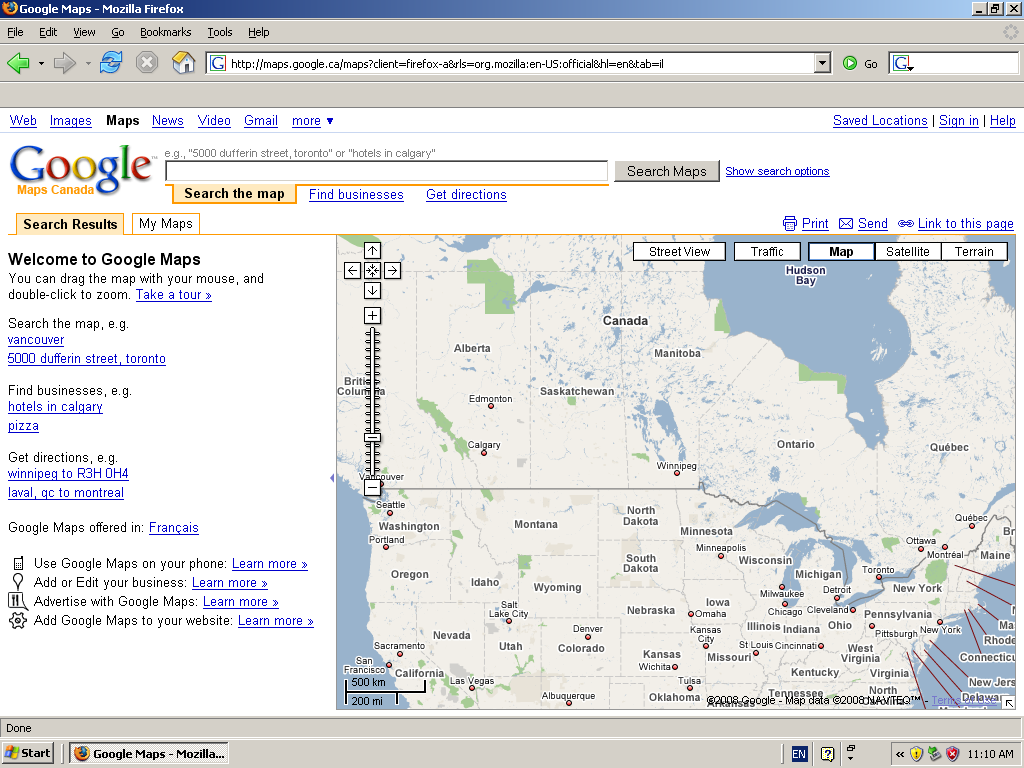 Google Maps - Mozilla Firefox
File Edit View Go Bookmarks Tools Help
http://maps.google.ca/maps?client=firefox-a&rls=org.mozilla:en-US:official&hl=en&tab=il Go G
Web Images Maps News Video Gmail more ▼ Saved Locations | Sign in | Help
Google™
Maps Canada
e.g., "5000 dufferin street, toronto" or "hotels in calgary"
Search Maps Show search options
Search the map Find businesses Get directions
Search Results My Maps Print Send Link to this page
Welcome to Google Maps
You can drag the map with your mouse, and
double-click to zoom. Take a tour »
Search the map, e.g.
vancouver
5000 dufferin street, toronto
Find businesses, e.g.
hotels in calgary
pizza
Get directions, e.g.
winnipeg to R3H 0H4
laval, qc to montreal
Google Maps offered in: Français
Use Google Maps on your phone: Learn more »
Add or Edit your business: Learn more »
Advertise with Google Maps: Learn more »
Add Google Maps to your website: Learn more »
Street View Traffic Map Satellite Terrain
Hudson
Bay
Canada
Alberta
Manitoba
British
Columbia
Saskatchewan
Edmonton
Calgary
Ontario
Québec
Winnipeg
Vancouver
Seattle
Washington
Montana
North
Dakota
Minnesota
Québec
Portland
Minneapolis
Wisconsin
Ottawa
Montréal
Maine
Oregon
Idaho
South
Dakota
Michigan
Toronto
Wyoming
Milwaukee
Detroit
New York
Salt
Lake City
Nebraska
Iowa
Omaha
Chicago
Cleveland
Pennsylvania
Nevada
Utah
Denver
Colorado
Kansas
City
Illinois
Indiana
Ohio
Pittsburgh
New York
Rhode
Sacramento
San
Francisco
Kansas
Wichita
Missouri
St Louis
Cincinnati
West
Virginia
Connecticut
California
Las Vegas
Albuquerque
Tulsa
Oklahoma
Kentucky
Virginia
New Jersey
Tennessee
Arkansas
North
Carolina
Delaware
500 km
200 mi
©2008 Google - Map data ©2008 NAVTEQ™ -
Done
Start Google Maps - Mozilla... EN « 11:10 AM